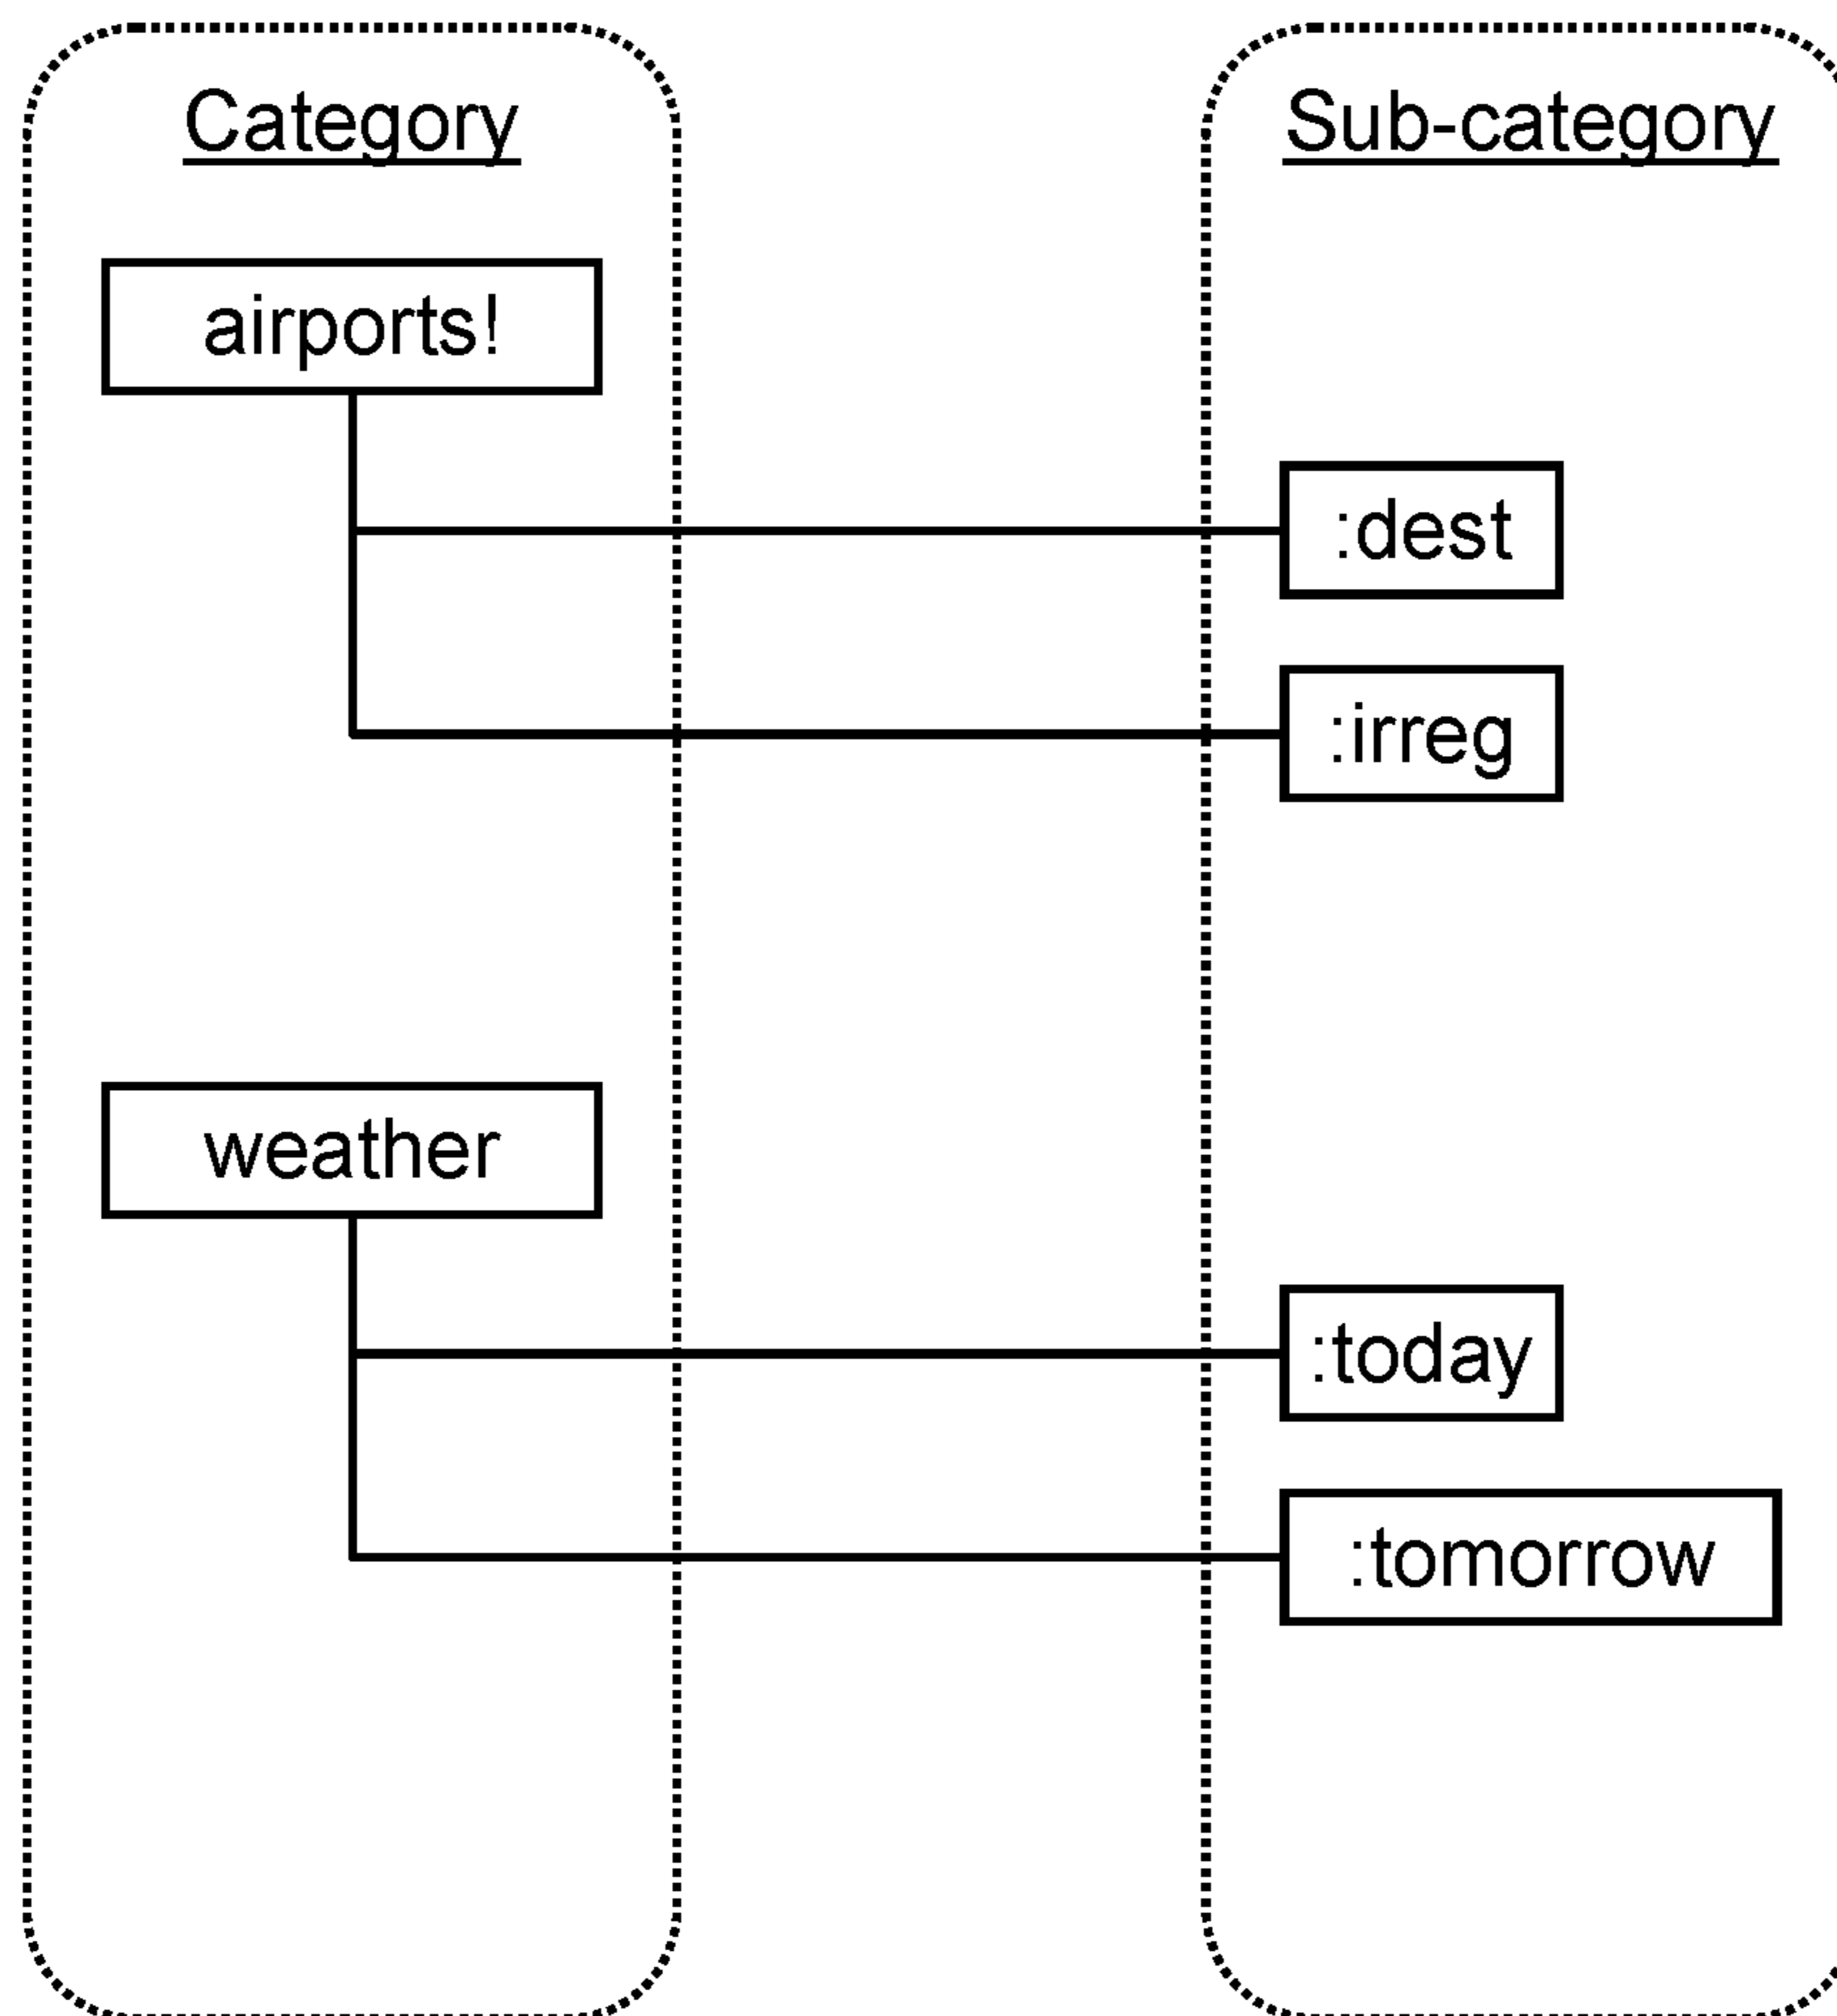 Category
Sub-category
airports!
:dest
:irreg
weather
:today
:tomorrow